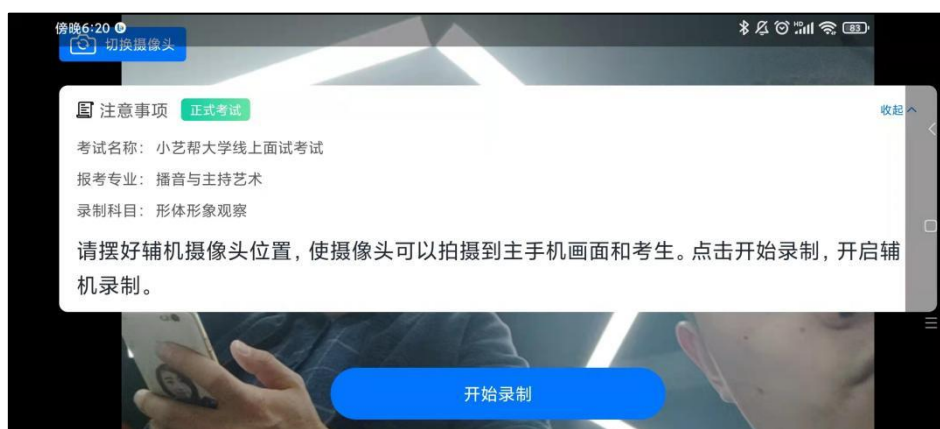 傍晚6:20
83
切换摄像头
注意事项 正式考试 收起
考试名称： 小艺帮大学线上面试考试
报考专业： 播音与主持艺术
录制科目： 形体形象观察
请摆好辅机摄像头位置，使摄像头可以拍摄到主手机画面和考生。点击开始录制，开启辅
机录制。
开始录制